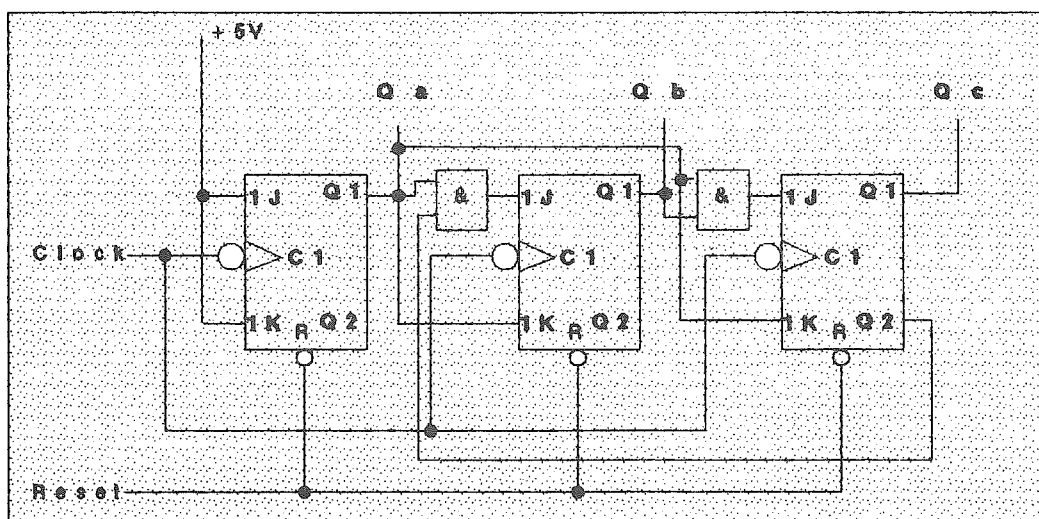 + 5V
Q a Q b Q c
1J Q1 & 1J Q1 & 1J Q1
Clock C1 C1 C1
1K R Q2 1K R Q2 1K R Q2
Reset